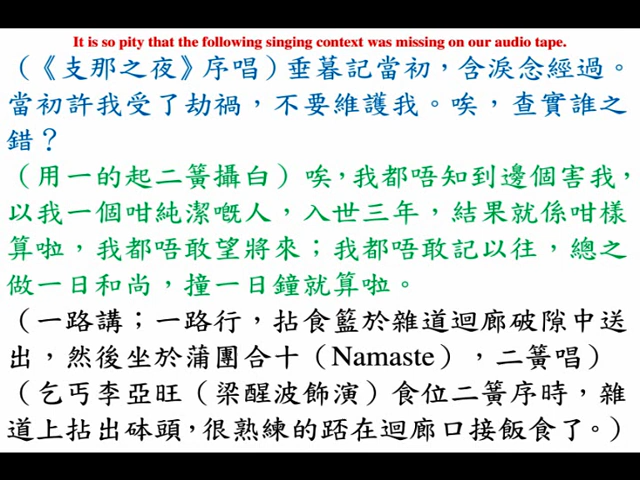 It is so pity that the following singing context was missing on our audio tape.
（《支那之夜》序唱）垂暮記當初，含淚念經過。
當初許我受了劫禍，不要維護我。唉，查實誰之
錯？
（用一的起二簧攝白）唉，我都唔知到邊個害我，
以我一個咁純潔嘅人，入世三年，結果就係咁樣
算啦，我都唔敢望將來；我都唔敢記以往，總之
做一日和尚，撞一日鐘就算啦。
（一路講；一路行，拈食籃於雜道迴廊破隙中送
出，然後坐於蒲團合十（Namaste），二簧唱）
（乞丐李亞旺（梁醒波飾演）食位二簧序時，雜
道上拈出砵頭，很熟練的踎在迴廊口接飯食了。）